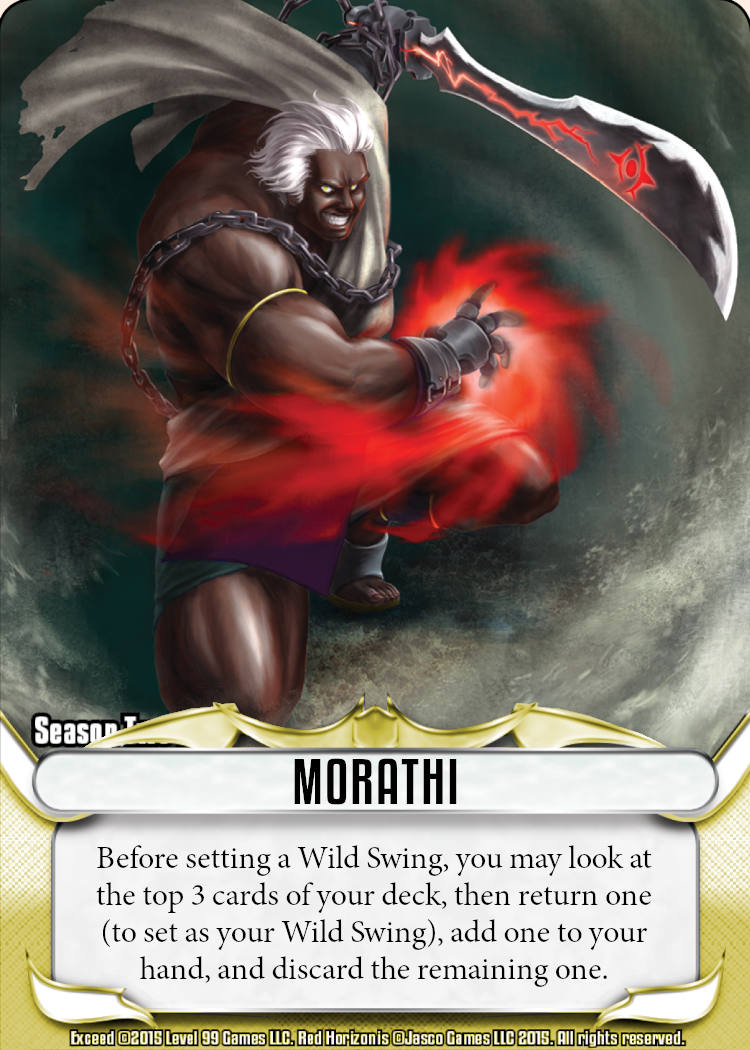 Season
MORATHI
Before setting a Wild Swing, you may look at
the top 3 cards of your deck, then return one
(to set as your Wild Swing), add one to your
hand, and discard the remaining one.
Exceed ©2015 Level 99 Games LLC. Red Horizon is ©Jasco Games LLC 2015. All rights reserved.